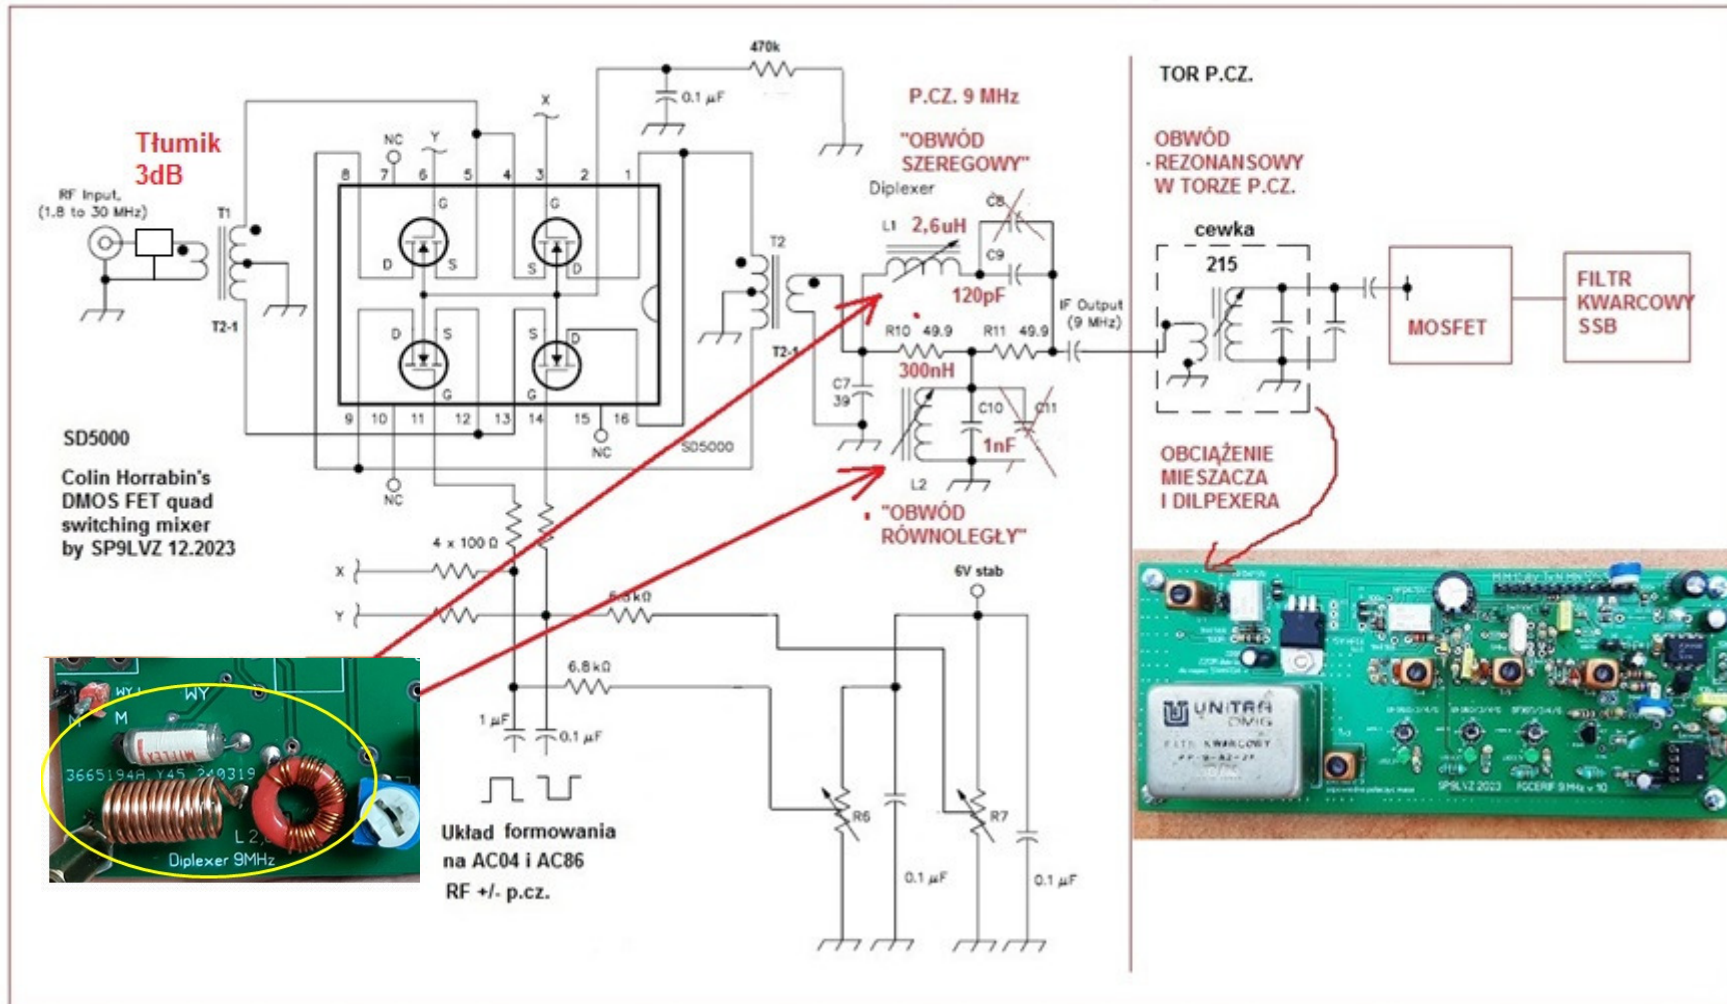 470k
0.1 µF
X
Y
NC
8
7
6
5
4
3
2
1
Tłumik
3dB
RF Input,
(1.8 to 30 MHz)
T1
T2-1
G
G
D
S
S
D
D
S
S
D
G
G
9
10
11
12
13
14
15
16
NC
NC
SD5000
SD5000
Colin Horrabin's
DMOS FET quad
switching mixer
by SP9LVZ 12.2023
P.CZ. 9 MHz
"OBWÓD
SZEREGOWY"
Diplexer
C8
L1
2,6uH
C9
120pF
T2
T2-1
R10
49.9
R11
49.9
300nH
IF Output
(9 MHz)
C7
39
C10
C11
1nF
L2
"OBWÓD
RÓWNOLEGŁY"
TOR P.CZ.
OBWÓD
REZONANSOWY
W TORZE P.CZ.
cewka
215
MOSFET
FILTR
KWARCOWY
SSB
OBCIĄŻENIE
MIESZACZA
I DILPEXERA
4 x 100 Ω
X
Y
6.8kΩ
6.8 kΩ
6V stab
1 µF
0.1 µF
R6
R7
0.1 µF
0.1 µF
Układ formowania
na AC04 i AC86
RF +/- p.cz.
WY
M
M
3665194A_Y45_240319
L2,
Diplexer 9MHz
UNITRA
OMIG
FILTR KWARCOWY
SP9LVZ 2023